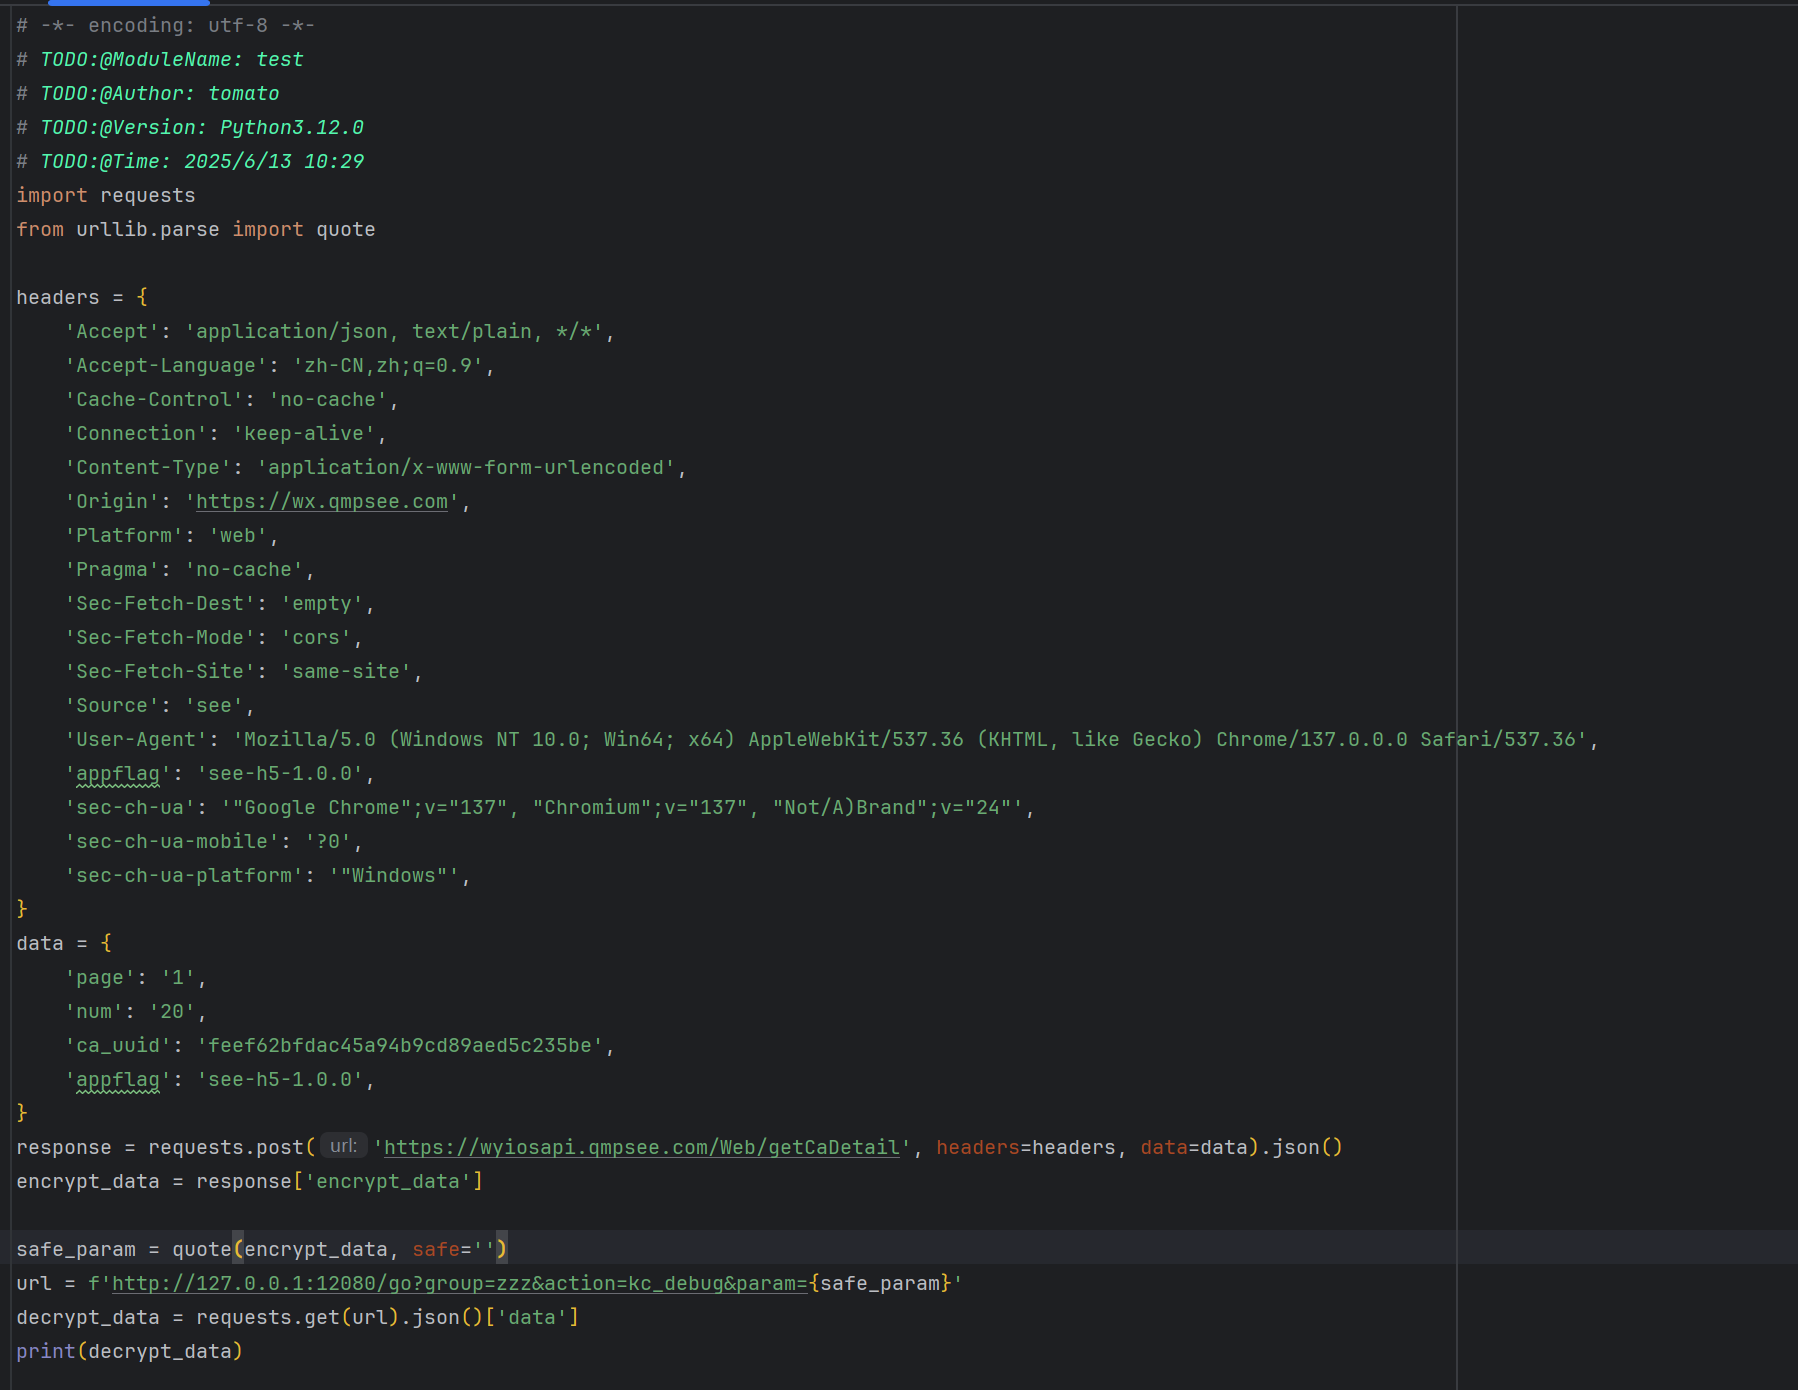 # -*- encoding: utf-8 -*-
# TODO:@ModuleName: test
# TODO:@Author: tomato
# TODO:@Version: Python3.12.0
# TODO:@Time: 2025/6/13 10:29
import requests
from urllib.parse import quote

headers = {
    'Accept': 'application/json, text/plain, */*',
    'Accept-Language': 'zh-CN,zh;q=0.9',
    'Cache-Control': 'no-cache',
    'Connection': 'keep-alive',
    'Content-Type': 'application/x-www-form-urlencoded',
    'Origin': 'https://wx.qmpsee.com',
    'Platform': 'web',
    'Pragma': 'no-cache',
    'Sec-Fetch-Dest': 'empty',
    'Sec-Fetch-Mode': 'cors',
    'Sec-Fetch-Site': 'same-site',
    'Source': 'see',
    'User-Agent': 'Mozilla/5.0 (Windows NT 10.0; Win64; x64) AppleWebKit/537.36 (KHTML, like Gecko) Chrome/137.0.0.0 Safari/537.36',
    'appflag': 'see-h5-1.0.0',
    'sec-ch-ua': '"Google Chrome";v="137", "Chromium";v="137", "Not/A)Brand";v="24"',
    'sec-ch-ua-mobile': '?0',
    'sec-ch-ua-platform': '"Windows"',
}
data = {
    'page': '1',
    'num': '20',
    'ca_uuid': 'feef62bfdac45a94b9cd89aed5c235be',
    'appflag': 'see-h5-1.0.0',
}
response = requests.post( url: 'https://wyiosapi.qmpsee.com/Web/getCaDetail', headers=headers, data=data).json()
encrypt_data = response['encrypt_data']

safe_param = quote(encrypt_data, safe='')
url = f'http://127.0.0.1:12080/go?group=zzz&action=kc_debug&param={safe_param}'
decrypt_data = requests.get(url).json()['data']
print(decrypt_data)